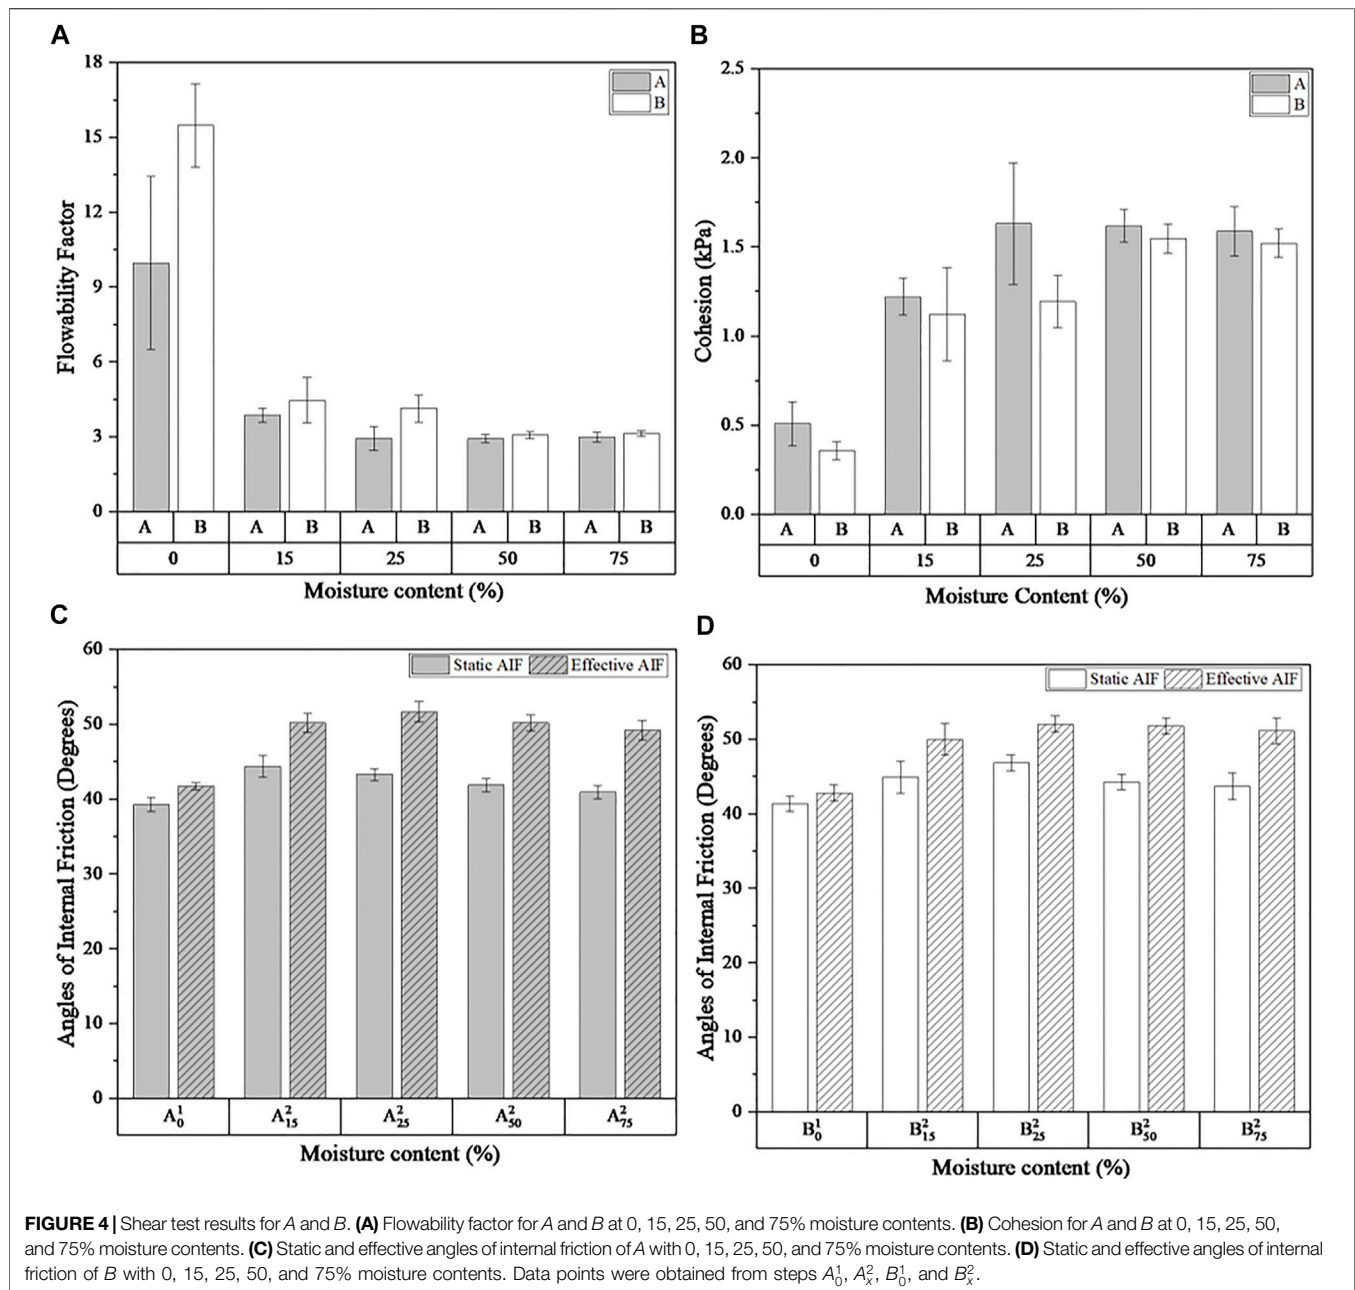 A
18
15
12
9
6
3
0
Flowability Factor
A
B
A B A B A B A B A B
0 15 25 50 75
Moisture content (%)
B
2.5
2.0
1.5
1.0
0.5
0.0
Cohesion (kPa)
A
B
A B A B A B A B A B
0 15 25 50 75
Moisture Content (%)
C
60
50
40
30
20
10
0
Angles of Internal Friction (Degrees)
Static AIF Effective AIF
A¹₀ A²₁₅ A²₂₅ A²₅₀ A²₇₅
Moisture content (%)
D
60
50
40
30
20
10
0
Angles of Internal Friction (Degrees)
Static AIF Effective AIF
B¹₀ B²₁₅ B²₂₅ B²₅₀ B²₇₅
Moisture content (%)
FIGURE 4 | Shear test results for A and B. (A) Flowability factor for A and B at 0, 15, 25, 50, and 75% moisture contents. (B) Cohesion for A and B at 0, 15, 25, 50,
and 75% moisture contents. (C) Static and effective angles of internal friction of A with 0, 15, 25, 50, and 75% moisture contents. (D) Static and effective angles of internal
friction of B with 0, 15, 25, 50, and 75% moisture contents. Data points were obtained from steps A¹₀, A²ₓ, B¹₀, and B²ₓ.